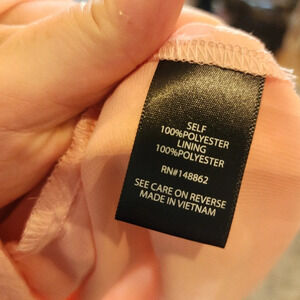 SELF
100%POLYESTER
LINING
100%POLYESTER
RN#148862
SEE CARE ON REVERSE
MADE IN VIETNAM